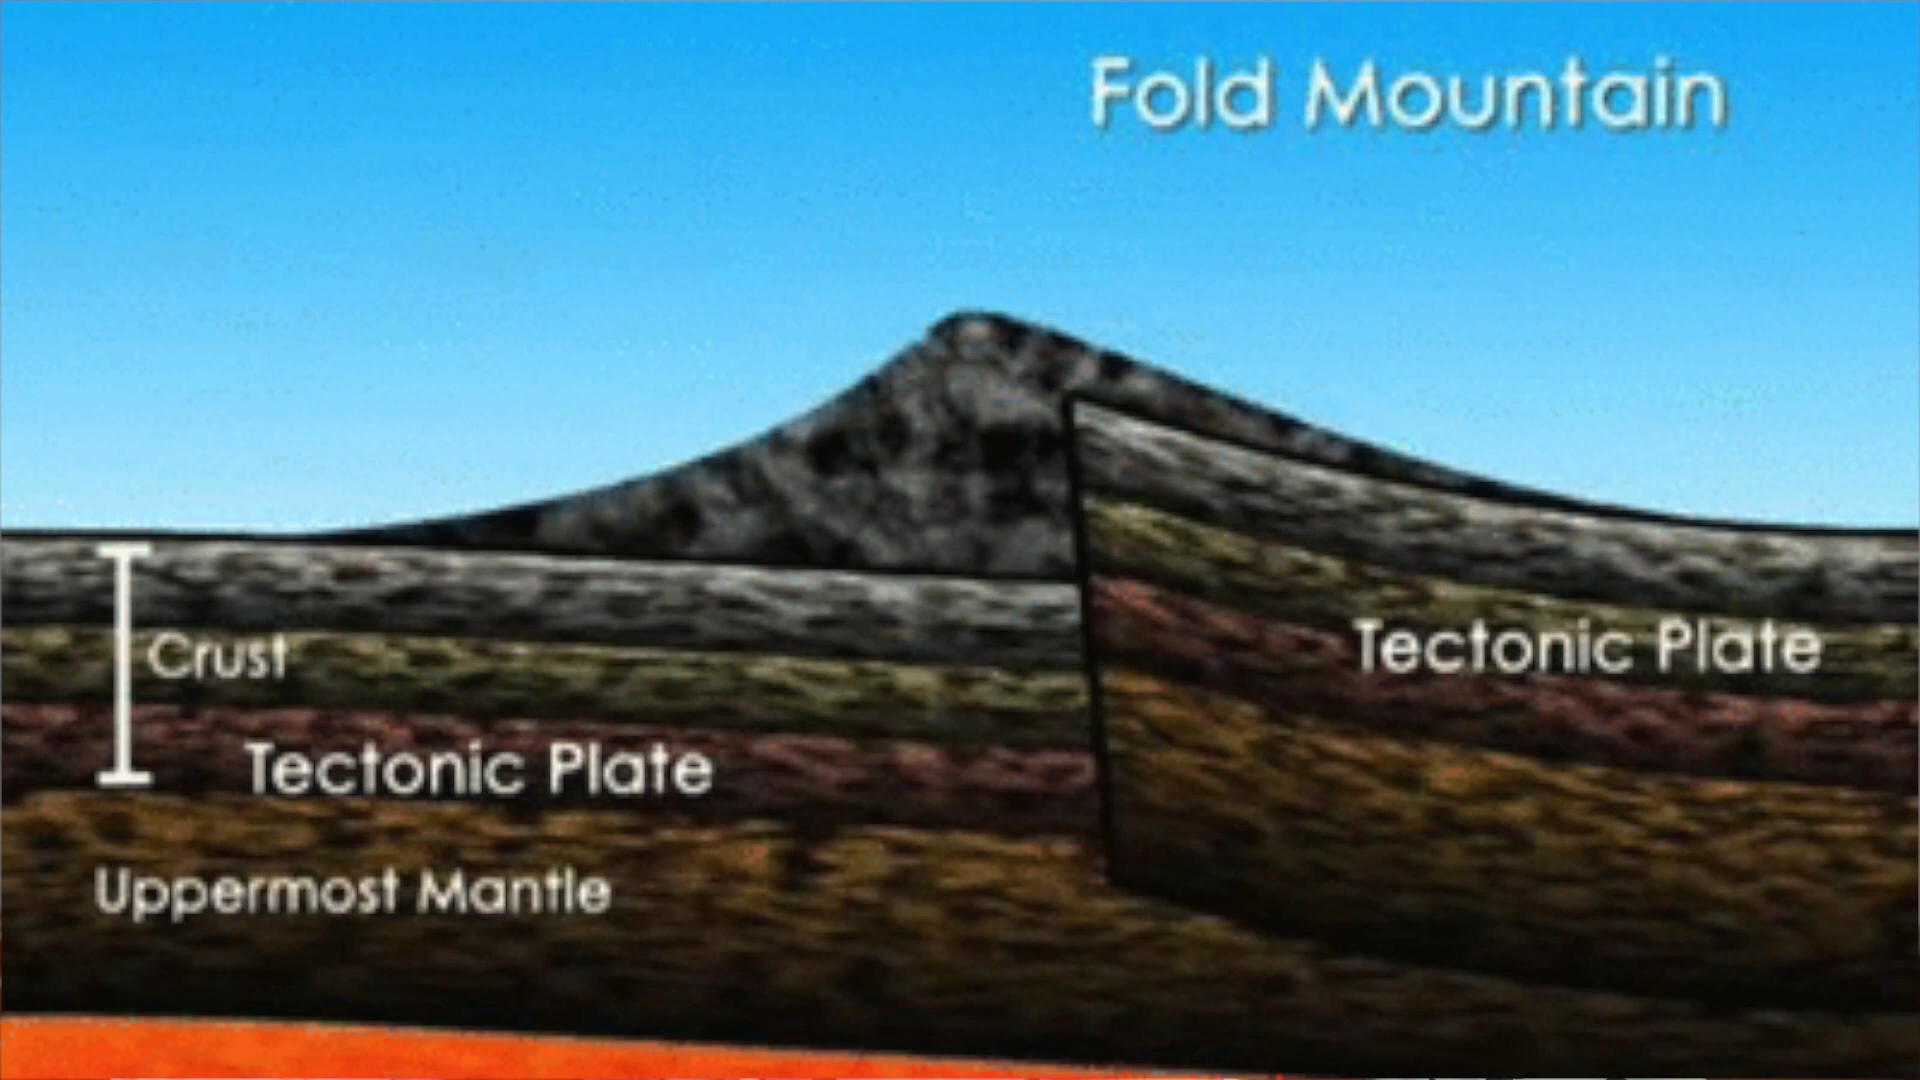 Fold Mountain
Crust
Tectonic Plate
Tectonic Plate
Uppermost Mantle